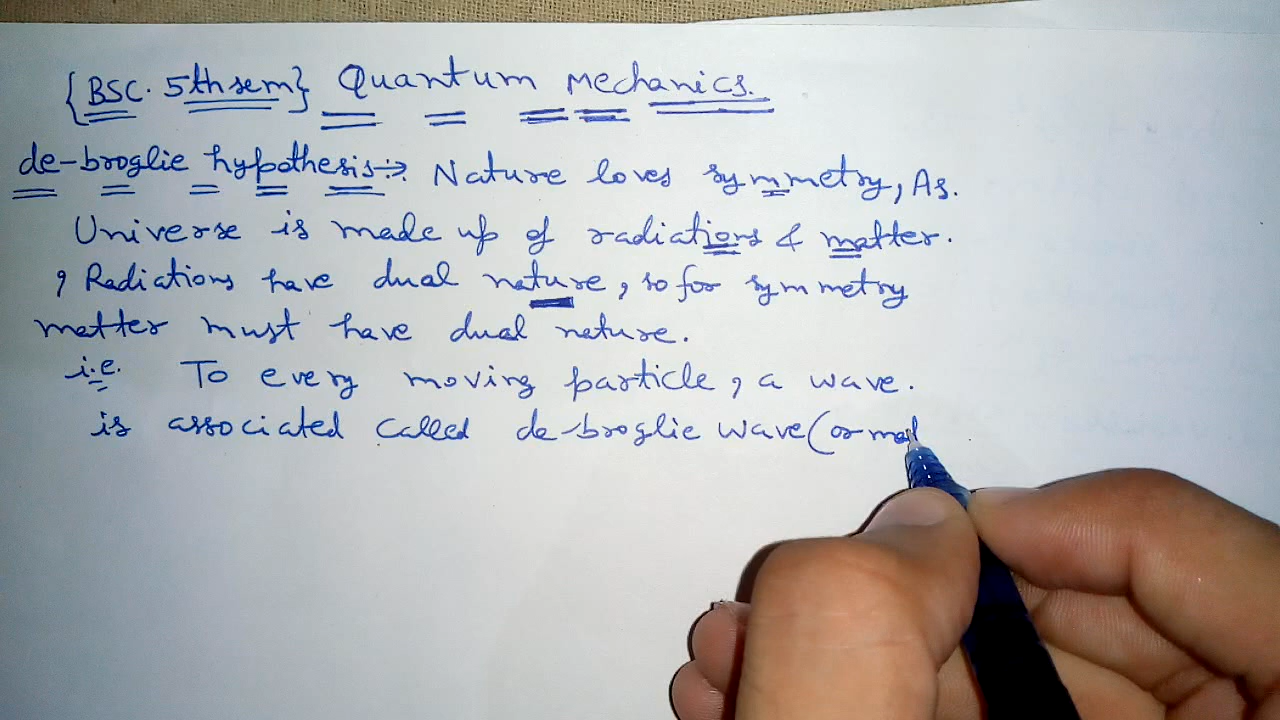 {BSC. 5th sem} Quantum Mechanics.
de-broglie hypothesis :→. Nature loves symmetry, As.
Universe is made up of radiations & matter.
, Radiations have dual nature, so for symmetry
matter must have dual nature.
i.e. To every moving particle, a wave.
is associated called de-broglie wave (or mat